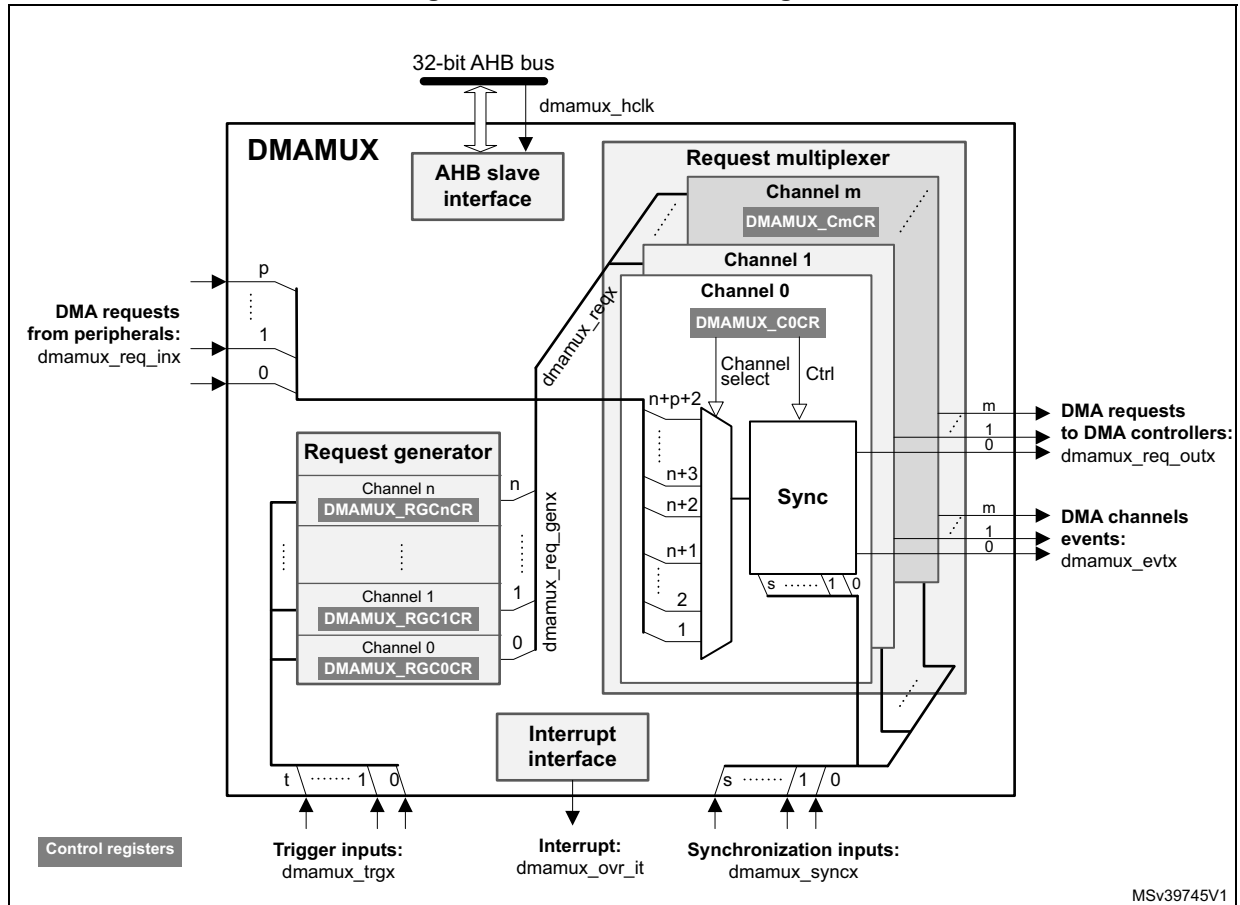 32-bit AHB bus
dmamux_hclk
DMAMUX
AHB slave
interface
Request multiplexer
Channel m
DMAMUX_CmCR
Channel 1
Channel 0
DMAMUX_C0CR
Channel
select
Ctrl
p
DMA requests
from peripherals:
dmamux_req_inx
1
0
dmamux_reqx
n+p+2
n+3
n+2
n+1
2
1
Sync
s ...... 1 0
m
1
0
DMA requests
to DMA controllers:
dmamux_req_outx
m
1
0
DMA channels
events:
dmamux_evtx
Request generator
Channel n
DMAMUX_RGCnCR
Channel 1
DMAMUX_RGC1CR
Channel 0
DMAMUX_RGC0CR
n
1
0
dmamux_req_genx
Interrupt
interface
t ....... 1 0
s ....... 1 0
Control registers
Trigger inputs:
dmamux_trgx
Interrupt:
dmamux_ovr_it
Synchronization inputs:
dmamux_syncx
MSv39745V1